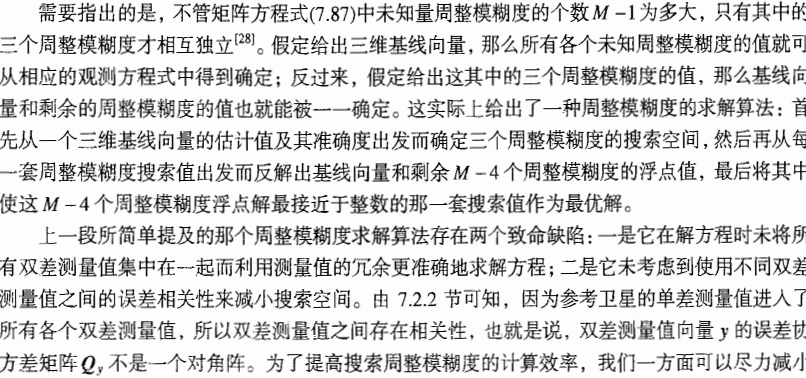 需要指出的是，不管矩阵方程式(7.87)中未知量周整模糊度的个数 M −1为多大，只有其中的
三个周整模糊度才相互独立[28]。假定给出三维基线向量，那么所有各个未知周整模糊度的值就可
从相应的观测方程式中得到确定；反过来，假定给出这其中的三个周整模糊度的值，那么基线向
量和剩余的周整模糊度的值也就能被一一确定。这实际上给出了一种周整模糊度的求解算法：首
先从一个三维基线向量的估计值及其准确度出发而确定三个周整模糊度的搜索空间，然后再从每
一套周整模糊度搜索值出发而反解出基线向量和剩余 M − 4 个周整模糊度的浮点值，最后将其中
使这 M − 4 个周整模糊度浮点解最接近于整数的那一套搜索值作为最优解。
上一段所简单提及的那个周整模糊度求解算法存在两个致命缺陷：一是它在解方程时未将所
有双差测量值集中在一起而利用测量值的冗余更准确地求解方程；二是它未考虑到使用不同双差
测量值之间的误差相关性来减小搜索空间。由 7.2.2 节可知，因为参考卫星的单差测量值进入了
所有各个双差测量值，所以双差测量值之间存在相关性，也就是说，双差测量值向量 y 的误差协
方差矩阵 Qy 不是一个对角阵。为了提高搜索周整模糊度的计算效率，我们一方面可以尽力减小